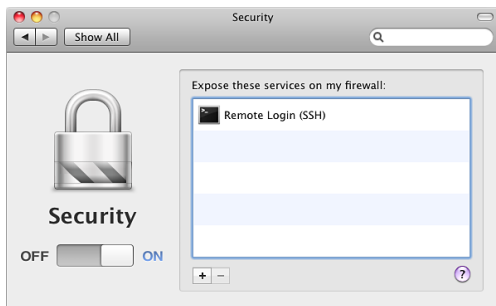 Security
Show All
Expose these services on my firewall:
Remote Login (SSH)
Security
OFF ON
+ −
?